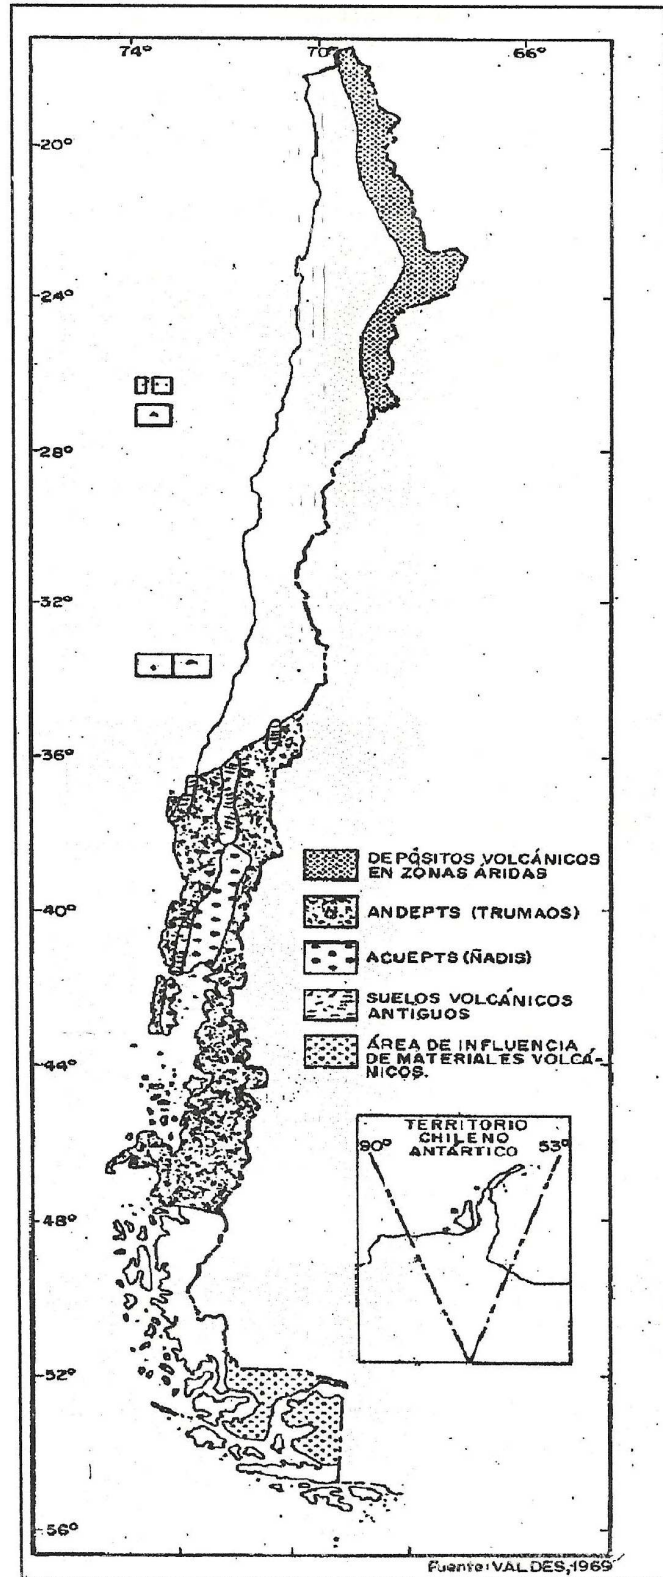 74° 70° 66°
20°
24°
28°
32°
36°
DEPÓSITOS VOLCÁNICOS
EN ZONAS ÁRIDAS
40°
ANDEPTS (TRUMAOS)
ACUEPTS (ÑADIS)
SUELOS VOLCÁNICOS
ANTIGUOS
44°
ÁREA DE INFLUENCIA
DE MATERIALES VOLCÁ-
NICOS.
TERRITORIO
CHILENO
ANTÁRTICO
90° 53°
48°
52°
56°
Fuente: VALDES, 1969